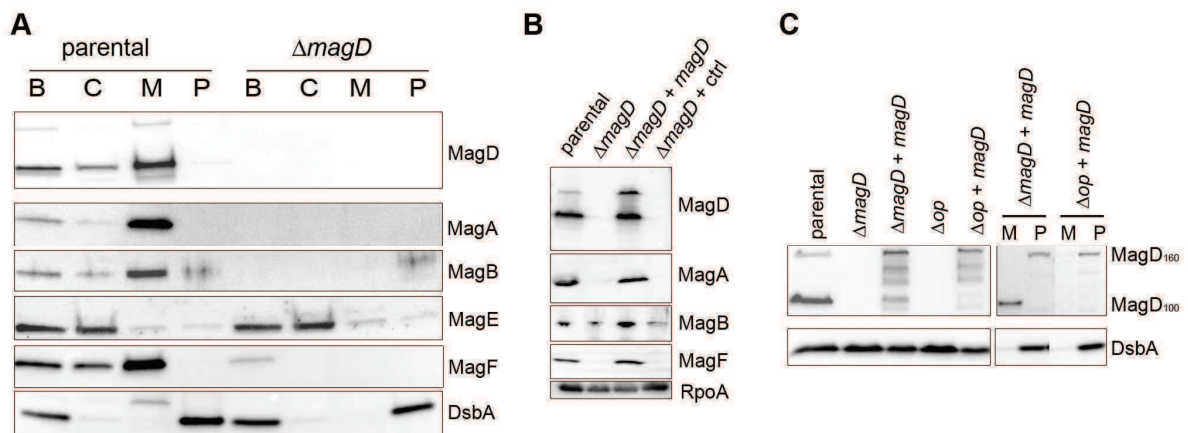 A
parental ΔmagD
B C M P B C M P
MagD
MagA
MagB
MagE
MagF
DsbA
B
parental
ΔmagD
ΔmagD + magD
ΔmagD + ctrl
MagD
MagA
MagB
MagF
RpoA
C
parental
ΔmagD
ΔmagD + magD
Δop
Δop + magD
ΔmagD + magD
Δop + magD
M P M P
MagD₁₆₀
MagD₁₀₀
DsbA